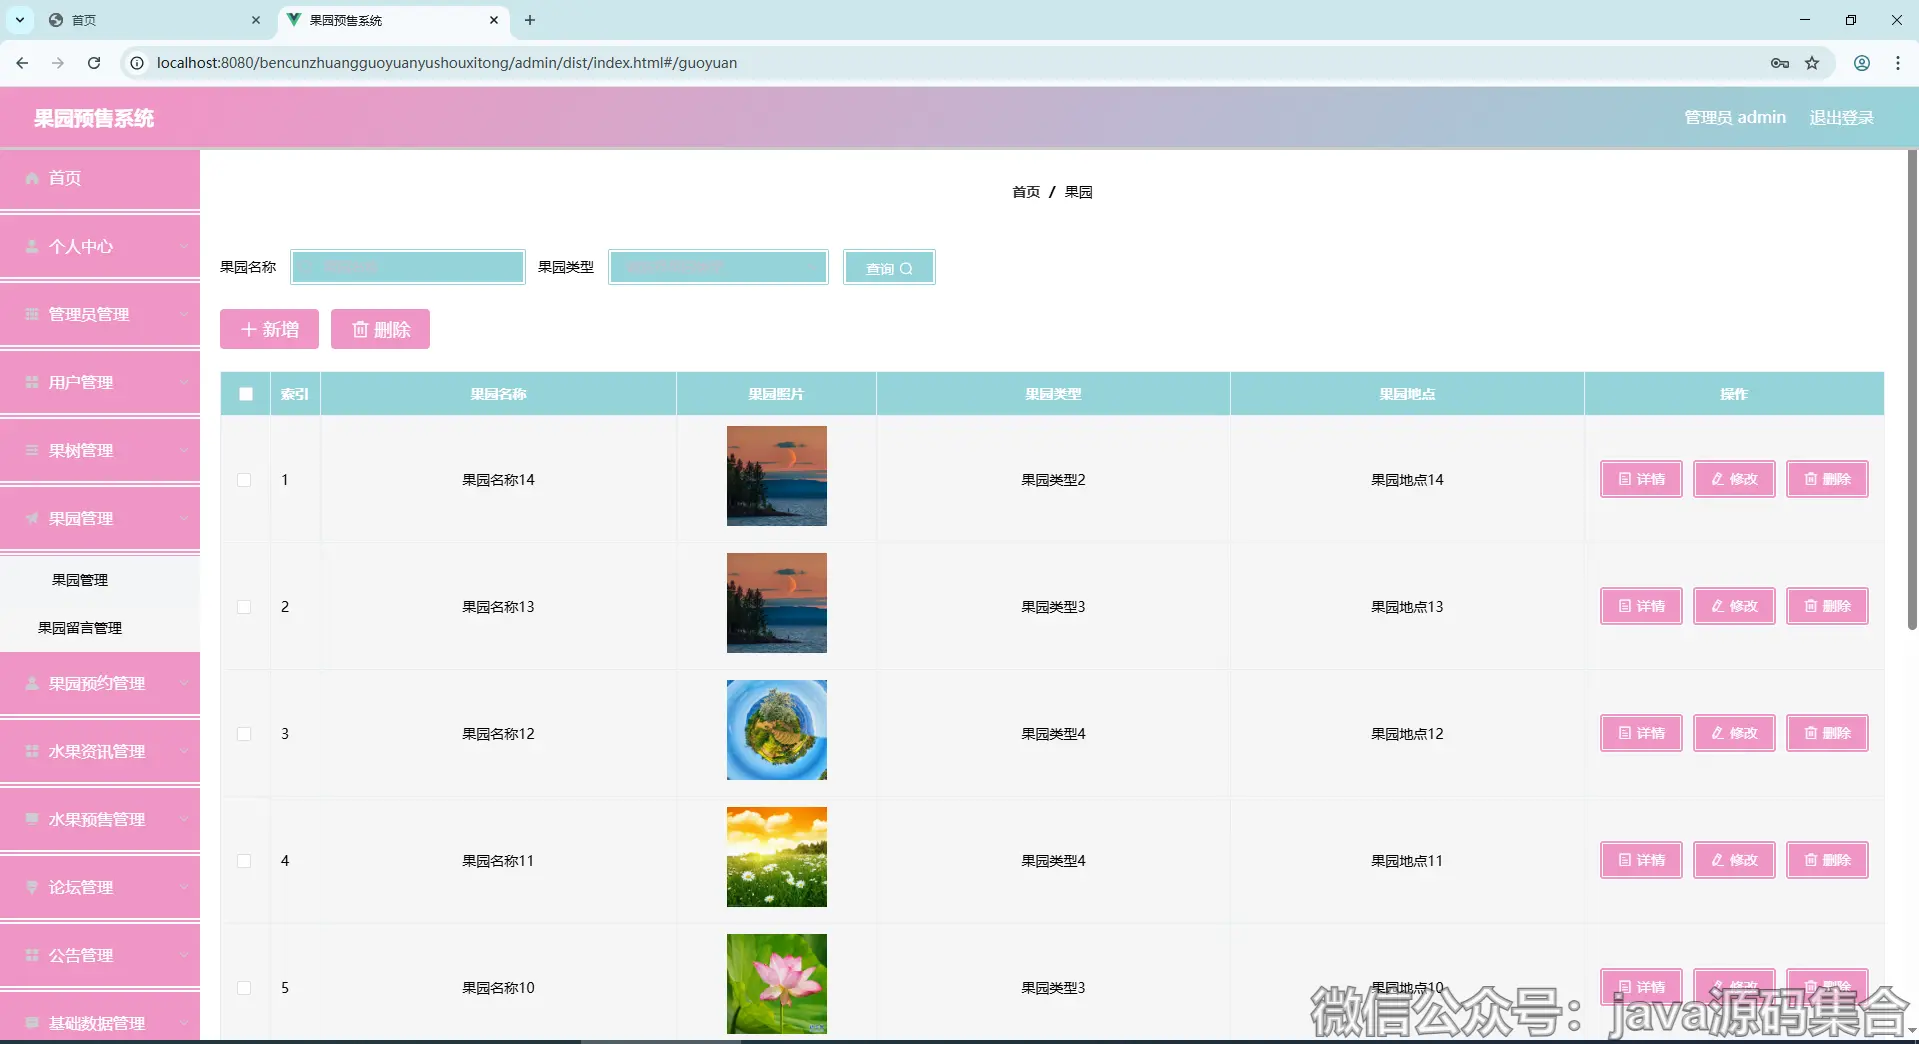 首页
果园预售系统
localhost:8080/bencunzhuangguoyuanyushouxitong/admin/dist/index.html#/guoyuan
果园预售系统
管理员 admin
退出登录
首页
个人中心
管理员管理
用户管理
果树管理
果园管理
果园管理
果园留言管理
果园预约管理
水果资讯管理
水果预售管理
论坛管理
公告管理
基础数据管理
首页 / 果园
果园名称
果园类型
查询
新增
删除
索引 果园名称 果园照片 果园类型 果园地点 操作
1 果园名称14 果园类型2 果园地点14 详情 修改 删除
2 果园名称13 果园类型3 果园地点13 详情 修改 删除
3 果园名称12 果园类型4 果园地点12 详情 修改 删除
4 果园名称11 果园类型4 果园地点11 详情 修改 删除
5 果园名称10 果园类型3 果园地点10 详情 修改 删除
微信公众号：java源码集合